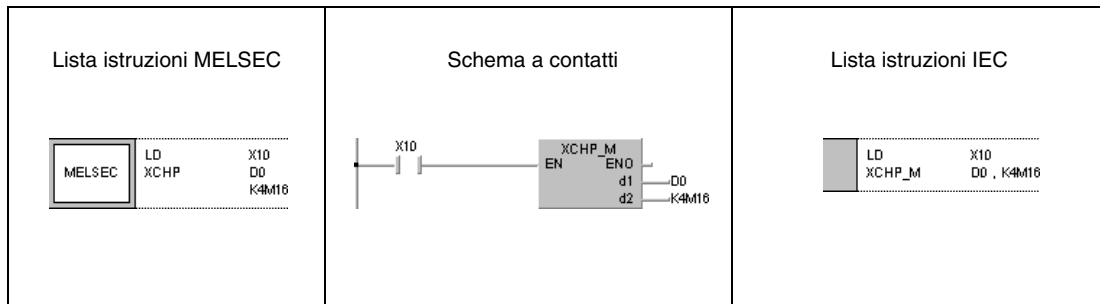 Lista istruzioni MELSEC
MELSEC
LD X10
XCHP D0
K4M16
Schema a contatti
X10
XCHP_M
EN ENO
d1 D0
d2 K4M16
Lista istruzioni IEC
LD X10
XCHP_M D0 , K4M16